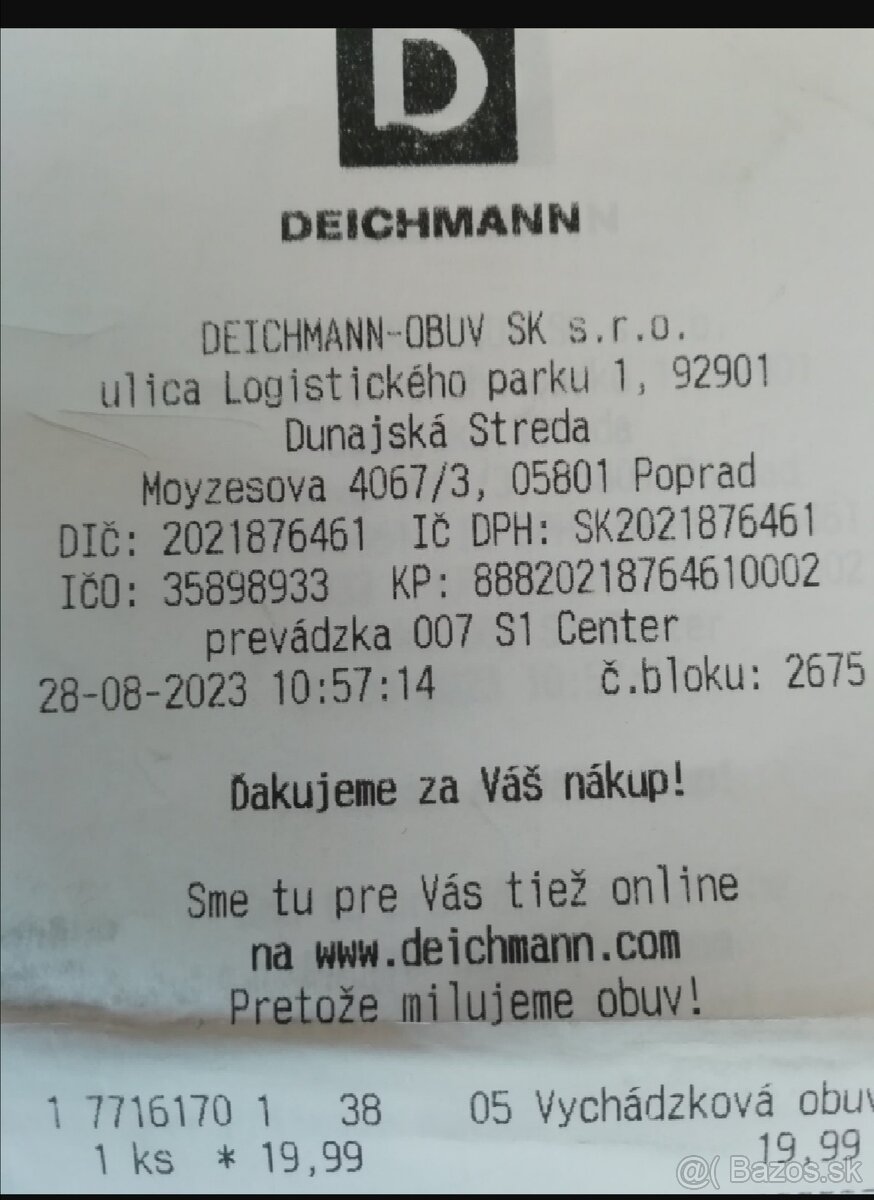 D
DEICHMANN
DEICHMANN-OBUV SK s.r.o.
ulica Logistického parku 1, 92901
Dunajská Streda
Moyzesova 4067/3, 05801 Poprad
DIČ: 2021876461 IČ DPH: SK2021876461
IČO: 35898933 KP: 88820218764610002
prevádzka 007 S1 Center
28-08-2023 10:57:14 č.bloku: 2675
Ďakujeme za Váš nákup!
Sme tu pre Vás tiež online
na www.deichmann.com
Pretože milujeme obuv!
1 7716170 1 38 05 Vychádzková obuv
1 ks * 19,99 19,99
@( Bazos.sk